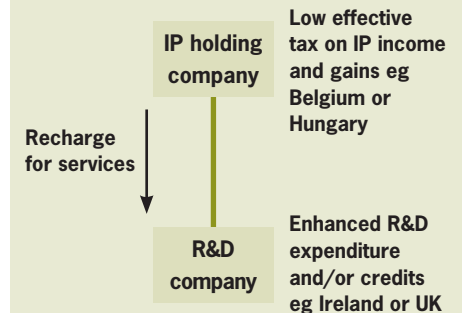 IP holding
company
Low effective
tax on IP income
and gains eg
Belgium or
Hungary
Recharge
for services
R&D
company
Enhanced R&D
expenditure
and/or credits
eg Ireland or UK